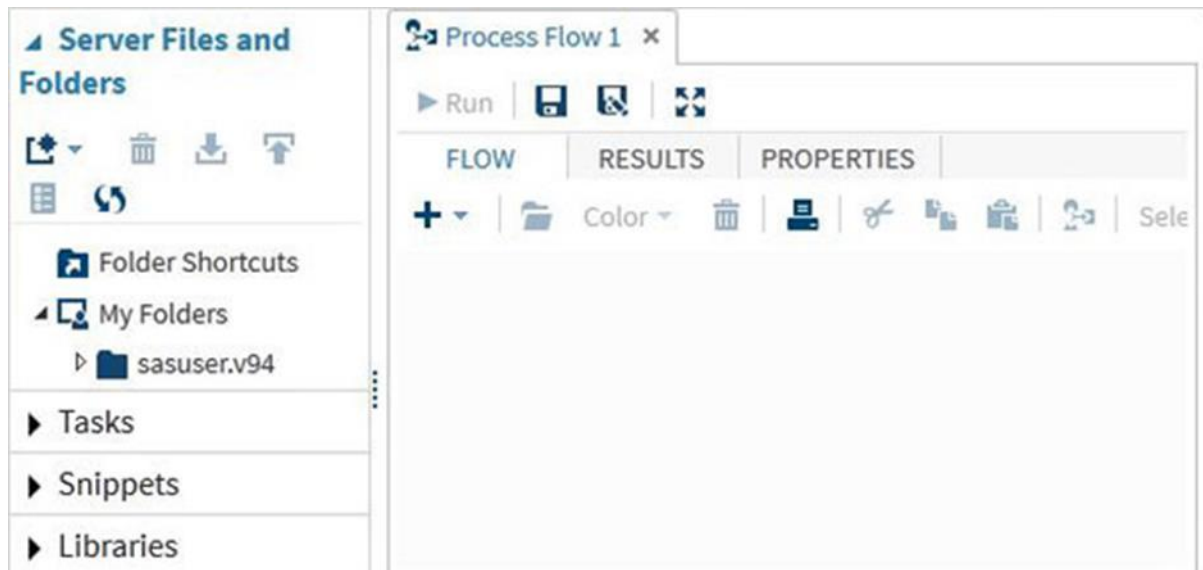 Server Files and
Folders
Folder Shortcuts
My Folders
sasuser.v94
Tasks
Snippets
Libraries
Process Flow 1
Run
FLOW RESULTS PROPERTIES
Color Sele